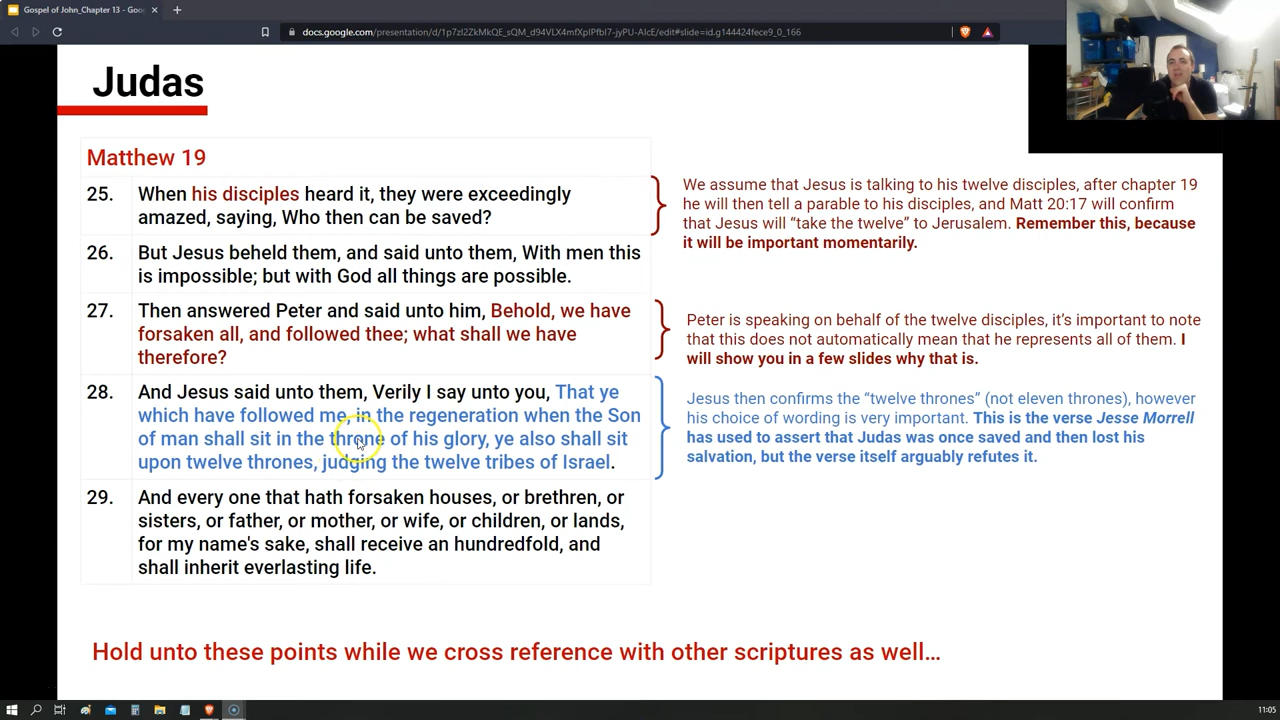 Gospel of John_Chapter 13 - Goo
docs.google.com/presentation/d/1p7zl2ZkMkQE_sQM_d94VLX4mfXpIPfbI7-jyPU-AIcE/edit#slide=id.g144424fece9_0_166
Judas
Matthew 19
25. When his disciples heard it, they were exceedingly
amazed, saying, Who then can be saved?
26. But Jesus beheld them, and said unto them, With men this
is impossible; but with God all things are possible.
27. Then answered Peter and said unto him, Behold, we have
forsaken all, and followed thee; what shall we have
therefore?
28. And Jesus said unto them, Verily I say unto you, That ye
which have followed me, in the regeneration when the Son
of man shall sit in the throne of his glory, ye also shall sit
upon twelve thrones, judging the twelve tribes of Israel.
29. And every one that hath forsaken houses, or brethren, or
sisters, or father, or mother, or wife, or children, or lands,
for my name's sake, shall receive an hundredfold, and
shall inherit everlasting life.
We assume that Jesus is talking to his twelve disciples, after chapter 19
he will then tell a parable to his disciples, and Matt 20:17 will confirm
that Jesus will “take the twelve” to Jerusalem. Remember this, because
it will be important momentarily.
Peter is speaking on behalf of the twelve disciples, it’s important to note
that this does not automatically mean that he represents all of them. I
will show you in a few slides why that is.
Jesus then confirms the “twelve thrones” (not eleven thrones), however
his choice of wording is very important. This is the verse Jesse Morrell
has used to assert that Judas was once saved and then lost his
salvation, but the verse itself arguably refutes it.
Hold unto these points while we cross reference with other scriptures as well…
11:05